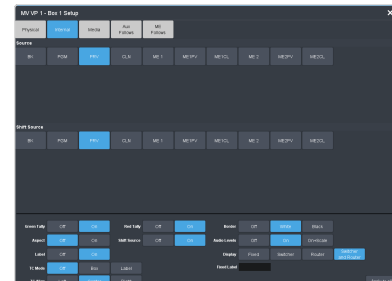 MV VP 1 - Box 1 Setup
Physical Internal Media Aux Follows ME Follows
Source
BK PGM PRV CLN ME 1 ME1PV ME1CL ME 2 ME2PV ME2CL
Shift Source
BK PGM PRV CLN ME 1 ME1PV ME1CL ME 2 ME2PV ME2CL
Green Tally Off On Red Tally Off On Border Off White Black
Aspect Off On Shift Source Off On Audio Levels Off On On+Scale
Label Off On Display Fixed Switcher Router Switcher and Router
TC Mode Off Box Label Fixed Label